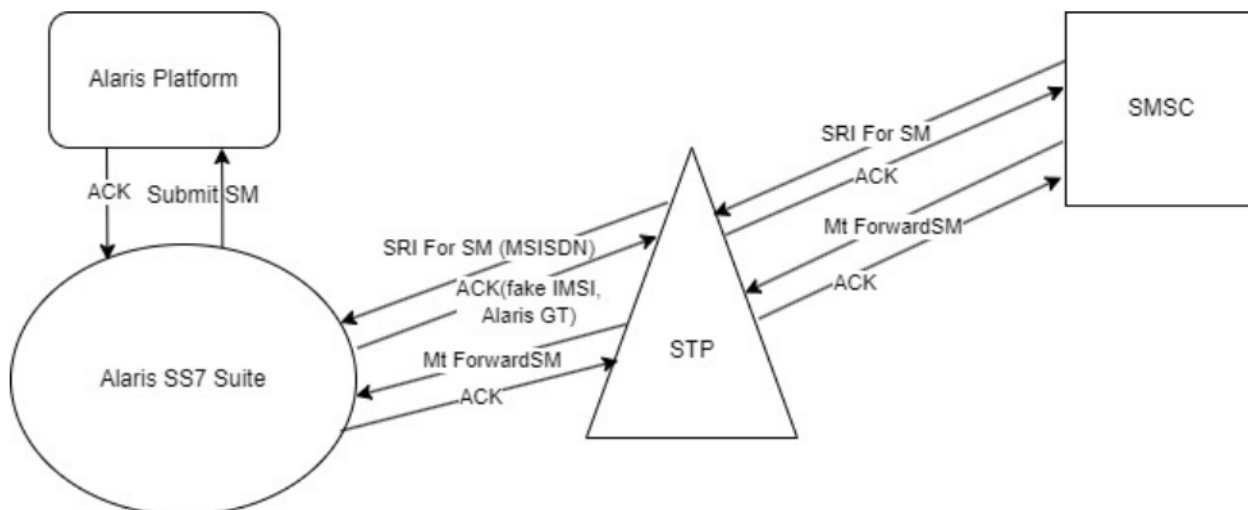 Alaris Platform
SMSC
SRI For SM
ACK
ACK
Submit SM
Mt ForwardSM
ACK
SRI For SM (MSISDN)
ACK(fake IMSI,
Alaris GT)
STP
Mt ForwardSM
Alaris SS7 Suite
ACK